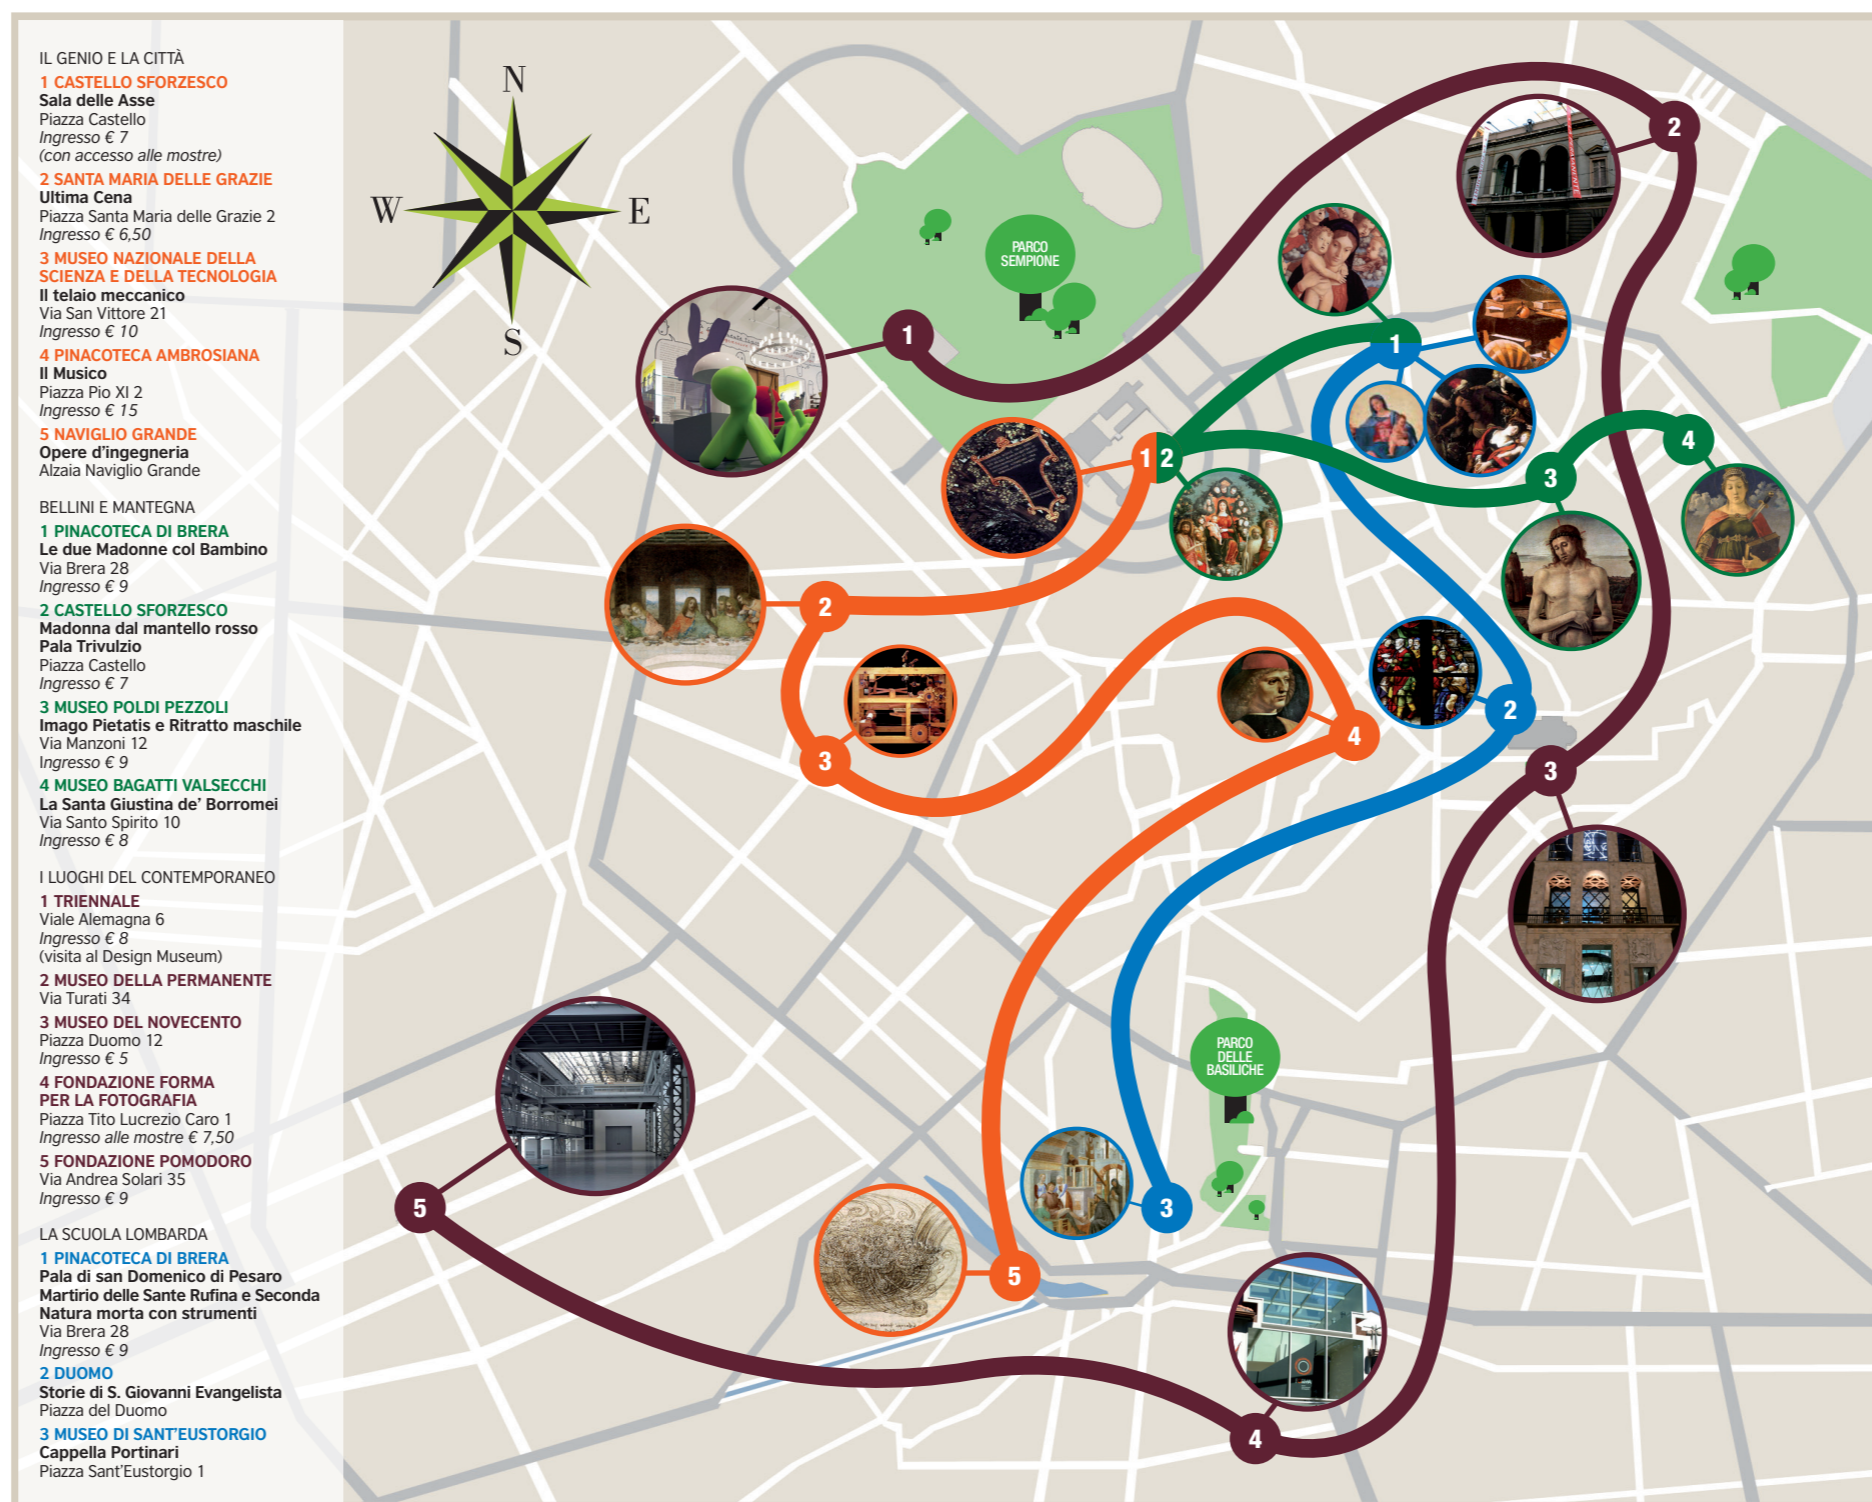 IL GENIO E LA CITTÀ
1 CASTELLO SFORZESCO
Sala delle Asse
Piazza Castello
Ingresso € 7
(con accesso alle mostre)
2 SANTA MARIA DELLE GRAZIE
Ultima Cena
Piazza Santa Maria delle Grazie 2
Ingresso € 6,50
3 MUSEO NAZIONALE DELLA
SCIENZA E DELLA TECNOLOGIA
Il telaio meccanico
Via San Vittore 21
Ingresso € 10
4 PINACOTECA AMBROSIANA
Il Musico
Piazza Pio XI 2
Ingresso € 15
5 NAVIGLIO GRANDE
Opere d'ingegneria
Alzaia Naviglio Grande
BELLINI E MANTEGNA
1 PINACOTECA DI BRERA
Le due Madonne col Bambino
Via Brera 28
Ingresso € 9
2 CASTELLO SFORZESCO
Madonna dal mantello rosso
Pala Trivulzio
Piazza Castello
Ingresso € 7
3 MUSEO POLDI PEZZOLI
Imago Pietatis e Ritratto maschile
Via Manzoni 12
Ingresso € 9
4 MUSEO BAGATTI VALSECCHI
La Santa Giustina de' Borromei
Via Santo Spirito 10
Ingresso € 8
I LUOGHI DEL CONTEMPORANEO
1 TRIENNALE
Viale Alemagna 6
Ingresso € 8
(visita al Design Museum)
2 MUSEO DELLA PERMANENTE
Via Turati 34
3 MUSEO DEL NOVECENTO
Piazza Duomo 12
Ingresso € 5
4 FONDAZIONE FORMA
PER LA FOTOGRAFIA
Piazza Tito Lucrezio Caro 1
Ingresso alle mostre € 7,50
5 FONDAZIONE POMODORO
Via Andrea Solari 35
Ingresso € 9
LA SCUOLA LOMBARDA
1 PINACOTECA DI BRERA
Pala di san Domenico di Pesaro
Martirio delle Sante Rufina e Seconda
Natura morta con strumenti
Via Brera 28
Ingresso € 9
2 DUOMO
Storie di S. Giovanni Evangelista
Piazza del Duomo
3 MUSEO DI SANT'EUSTORGIO
Cappella Portinari
Piazza Sant'Eustorgio 1
N
W
E
S
2
PARCO
SEMPIONE
1
1
4
1 2
3
2
2
4
3
3
PARCO
DELLE
BASILICHE
5
3
5
4